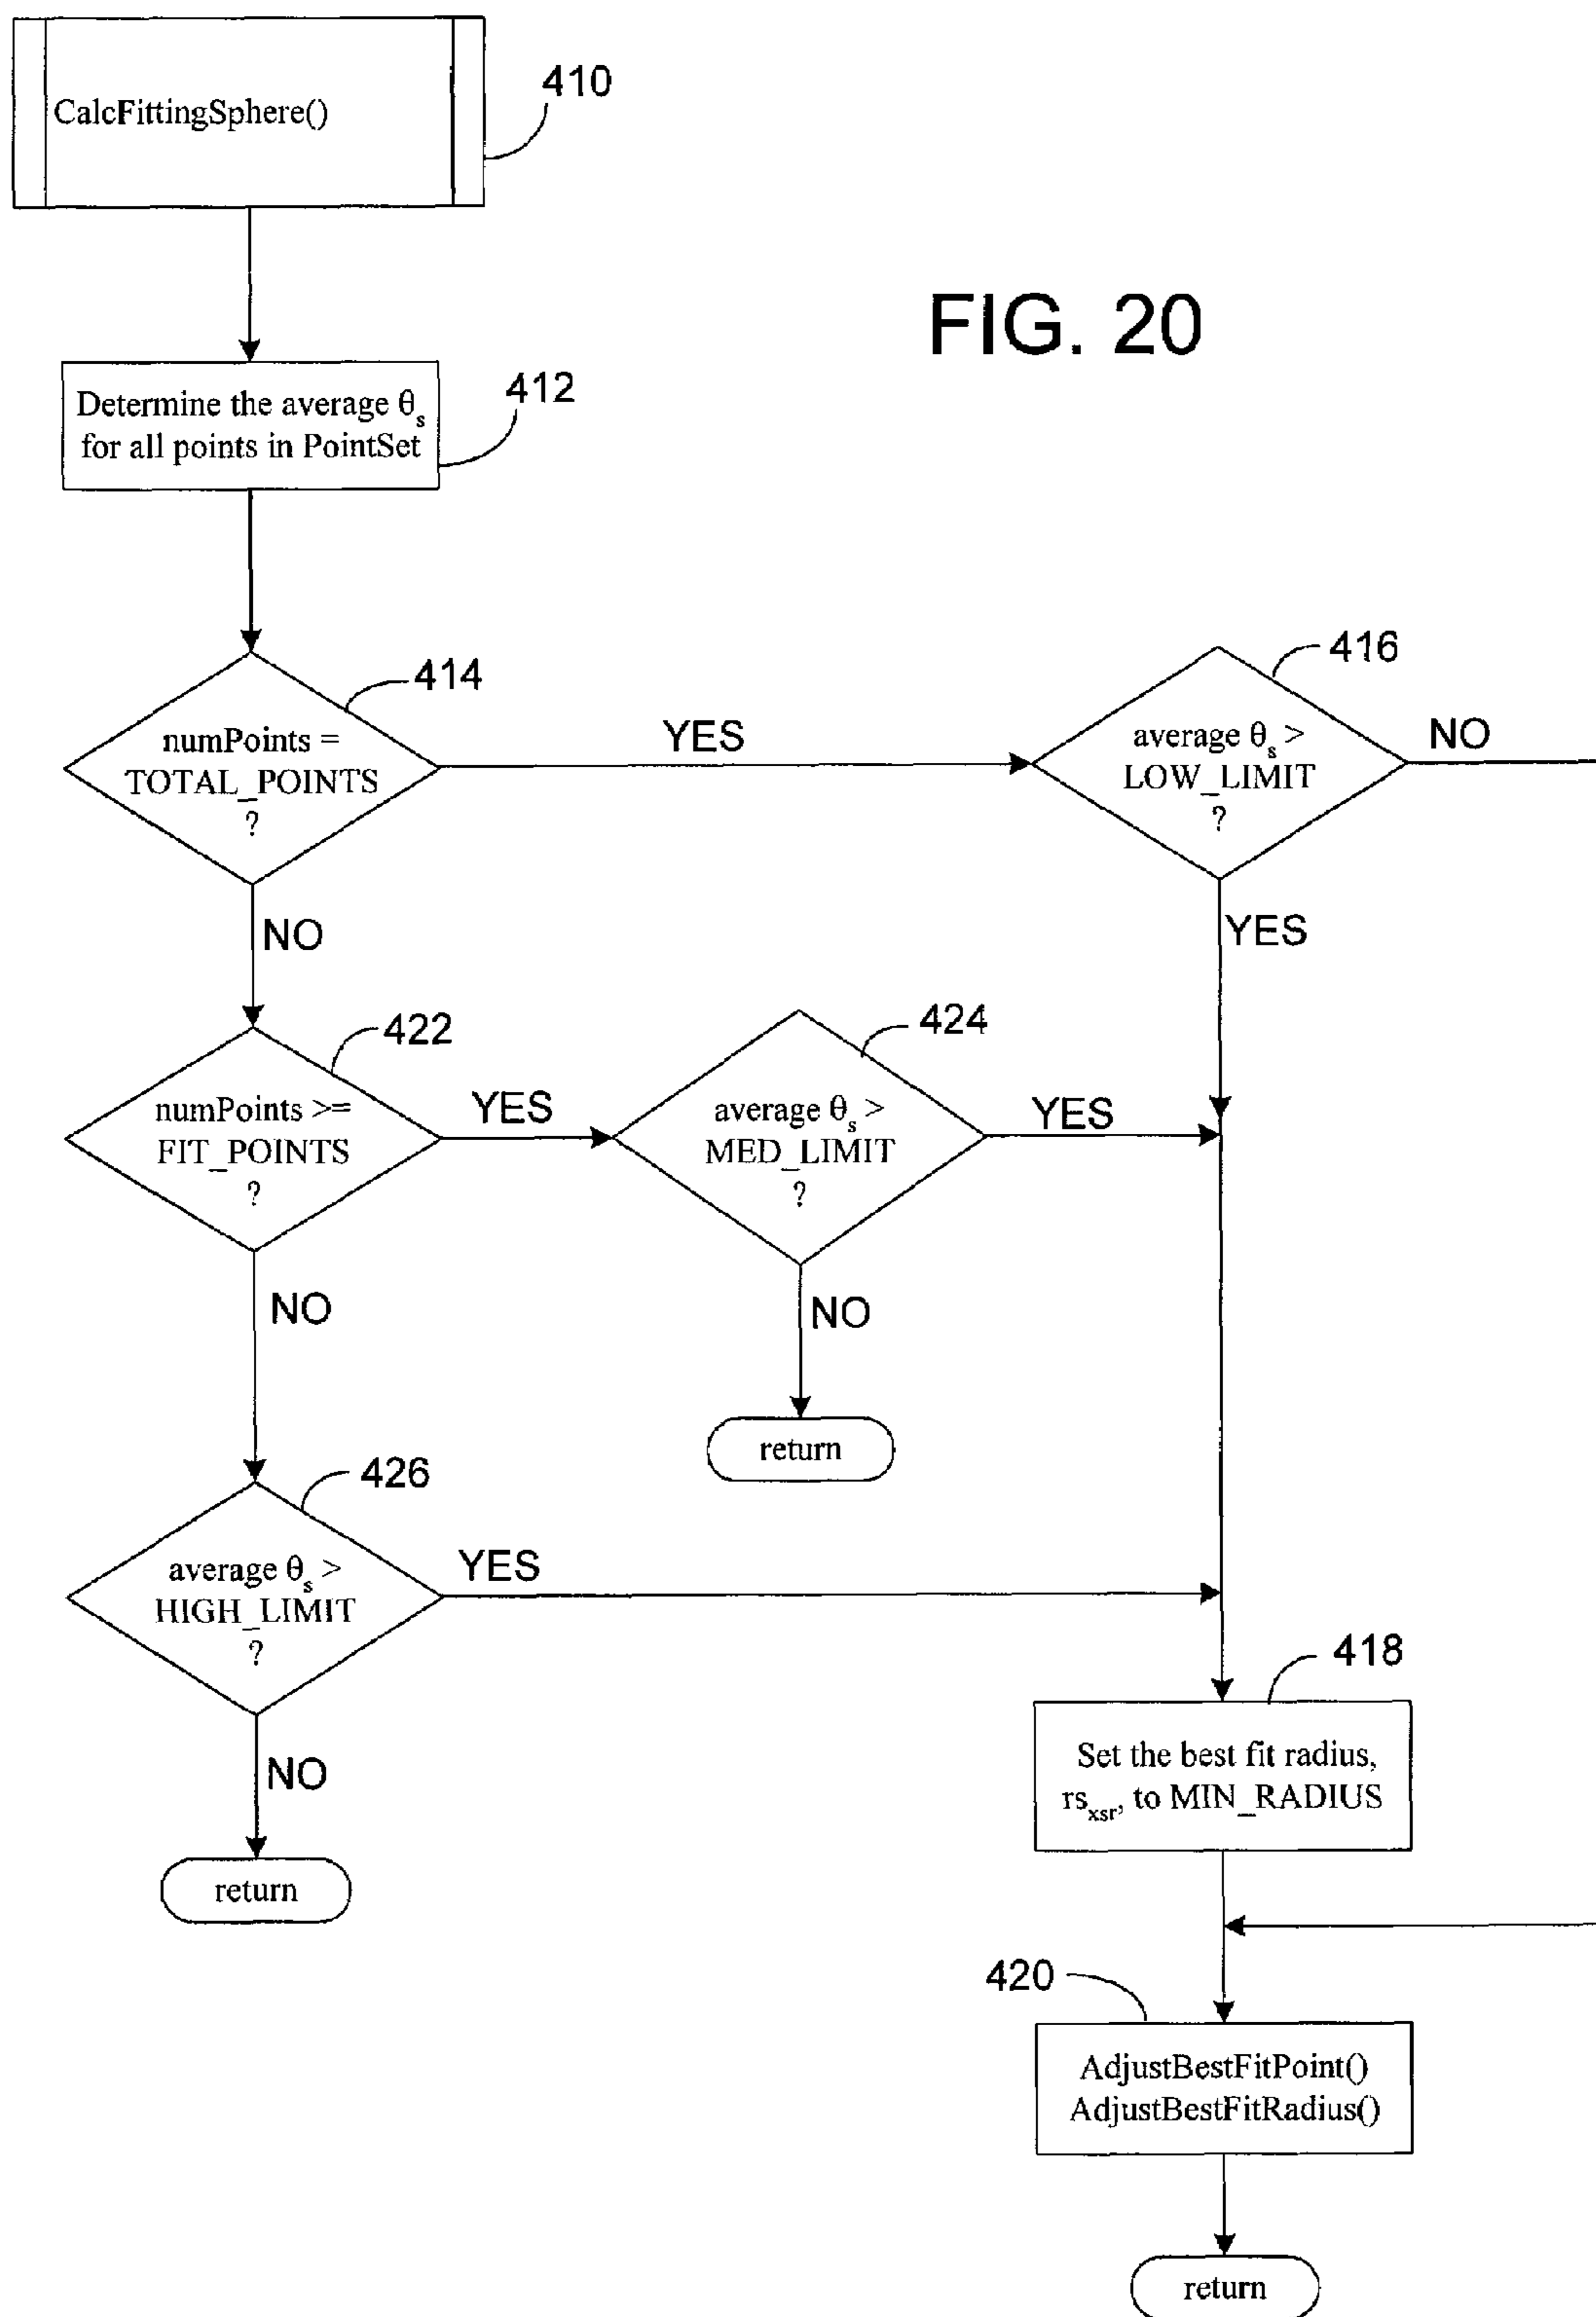 CalcFittingSphere()
410
FIG. 20
Determine the average θs
for all points in PointSet
412
414
numPoints =
TOTAL_POINTS
?
YES
416
average θs >
LOW_LIMIT
?
NO
NO
YES
422
numPoints >=
FIT_POINTS
?
YES
424
average θs >
MED_LIMIT
?
YES
NO
NO
return
426
average θs >
HIGH_LIMIT
?
YES
418
Set the best fit radius,
rsxsr, to MIN_RADIUS
NO
return
420
AdjustBestFitPoint()
AdjustBestFitRadius()
return